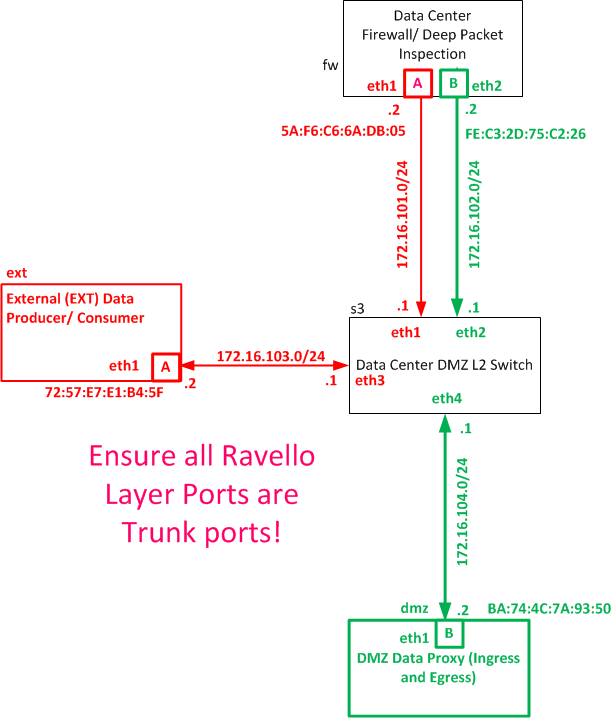 Data Center
Firewall/ Deep Packet
Inspection
fw
eth1
A
B
eth2
.2
.2
5A:F6:C6:6A:DB:05
FE:C3:2D:75:C2:26
172.16.101.0/24
172.16.102.0/24
ext
External (EXT) Data
Producer/ Consumer
eth1
A
.2
72:57:E7:E1:B4:5F
172.16.103.0/24
.1
s3
.1
.1
eth1
eth2
Data Center DMZ L2 Switch
eth3
eth4
.1
Ensure all Ravello
Layer Ports are
Trunk ports!
172.16.104.0/24
dmz
.2
BA:74:4C:7A:93:50
eth1
B
DMZ Data Proxy (Ingress
and Egress)